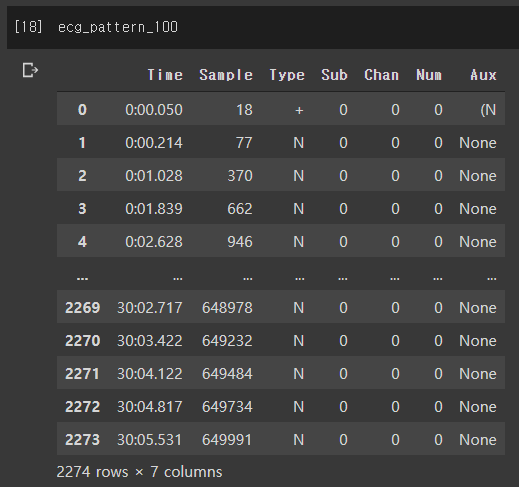 [18] ecg_pattern_100
Time Sample Type Sub Chan Num Aux
0 0:00.050 18 + 0 0 0 (N
1 0:00.214 77 N 0 0 0 None
2 0:01.028 370 N 0 0 0 None
3 0:01.839 662 N 0 0 0 None
4 0:02.628 946 N 0 0 0 None
... ... ... ... ... ... ... ...
2269 30:02.717 648978 N 0 0 0 None
2270 30:03.422 649232 N 0 0 0 None
2271 30:04.122 649484 N 0 0 0 None
2272 30:04.817 649734 N 0 0 0 None
2273 30:05.531 649991 N 0 0 0 None
2274 rows × 7 columns